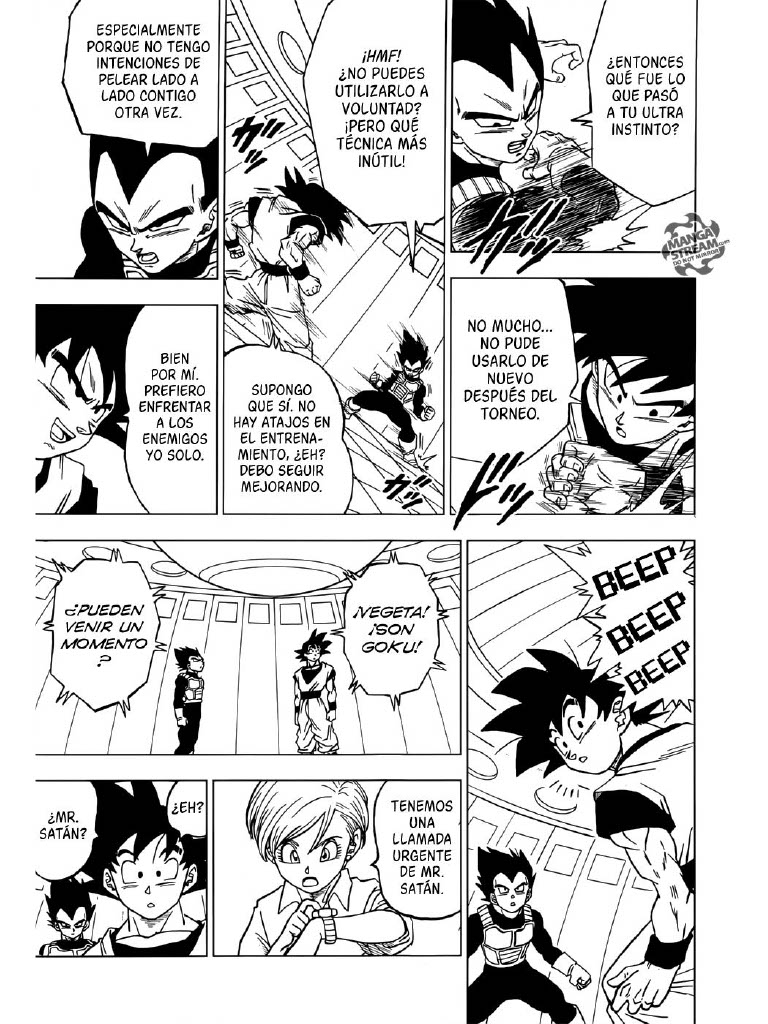 ¿ENTONCES
QUÉ FUE LO
QUE PASÓ
A TU ULTRA
INSTINTO?
MANGA
STREAM.com
DO NOT MIRROR
NO MUCHO...
NO PUDE
USARLO DE
NUEVO
DESPUÉS DEL
TORNEO.
¡HMF!
¿NO PUEDES
UTILIZARLO A
VOLUNTAD?
¡PERO QUÉ
TÉCNICA MÁS
INÚTIL!
SUPONGO
QUE SÍ. NO
HAY ATAJOS
EN EL ENTRENA-
MIENTO, ¿EH?
DEBO SEGUIR
MEJORANDO.
ESPECIALMENTE
PORQUE NO TENGO
INTENCIONES DE
PELEAR LADO A
LADO CONTIGO
OTRA VEZ.
BIEN
POR MÍ.
PREFIERO
ENFRENTAR
A LOS
ENEMIGOS
YO SOLO.
BEEP
BEEP
BEEP
¡VEGETA!
¡SON
GOKU!
¿PUEDEN
VENIR UN
MOMENTO
?
TENEMOS
UNA
LLAMADA
URGENTE
DE MR.
SATÁN.
¿EH?
¿MR.
SATÁN?